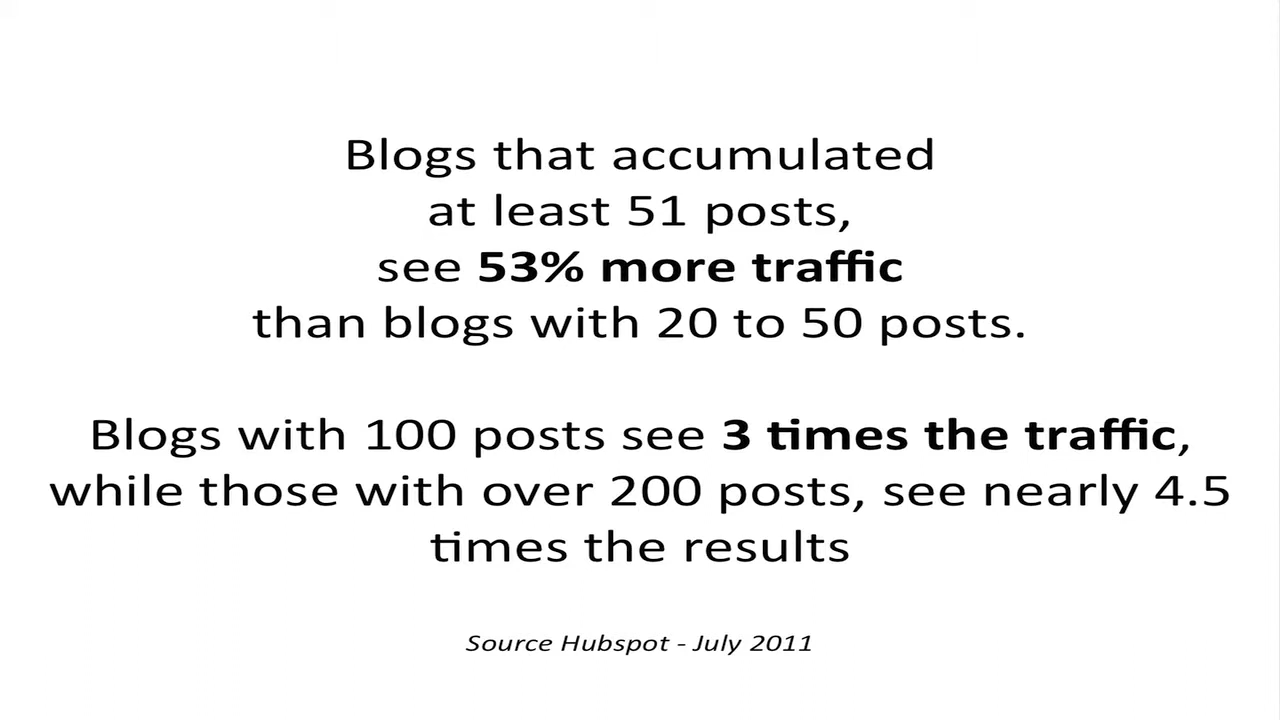 Blogs that accumulated
at least 51 posts,
see 53% more traffic
than blogs with 20 to 50 posts.
Blogs with 100 posts see 3 times the traffic,
while those with over 200 posts, see nearly 4.5
times the results
Source Hubspot - July 2011